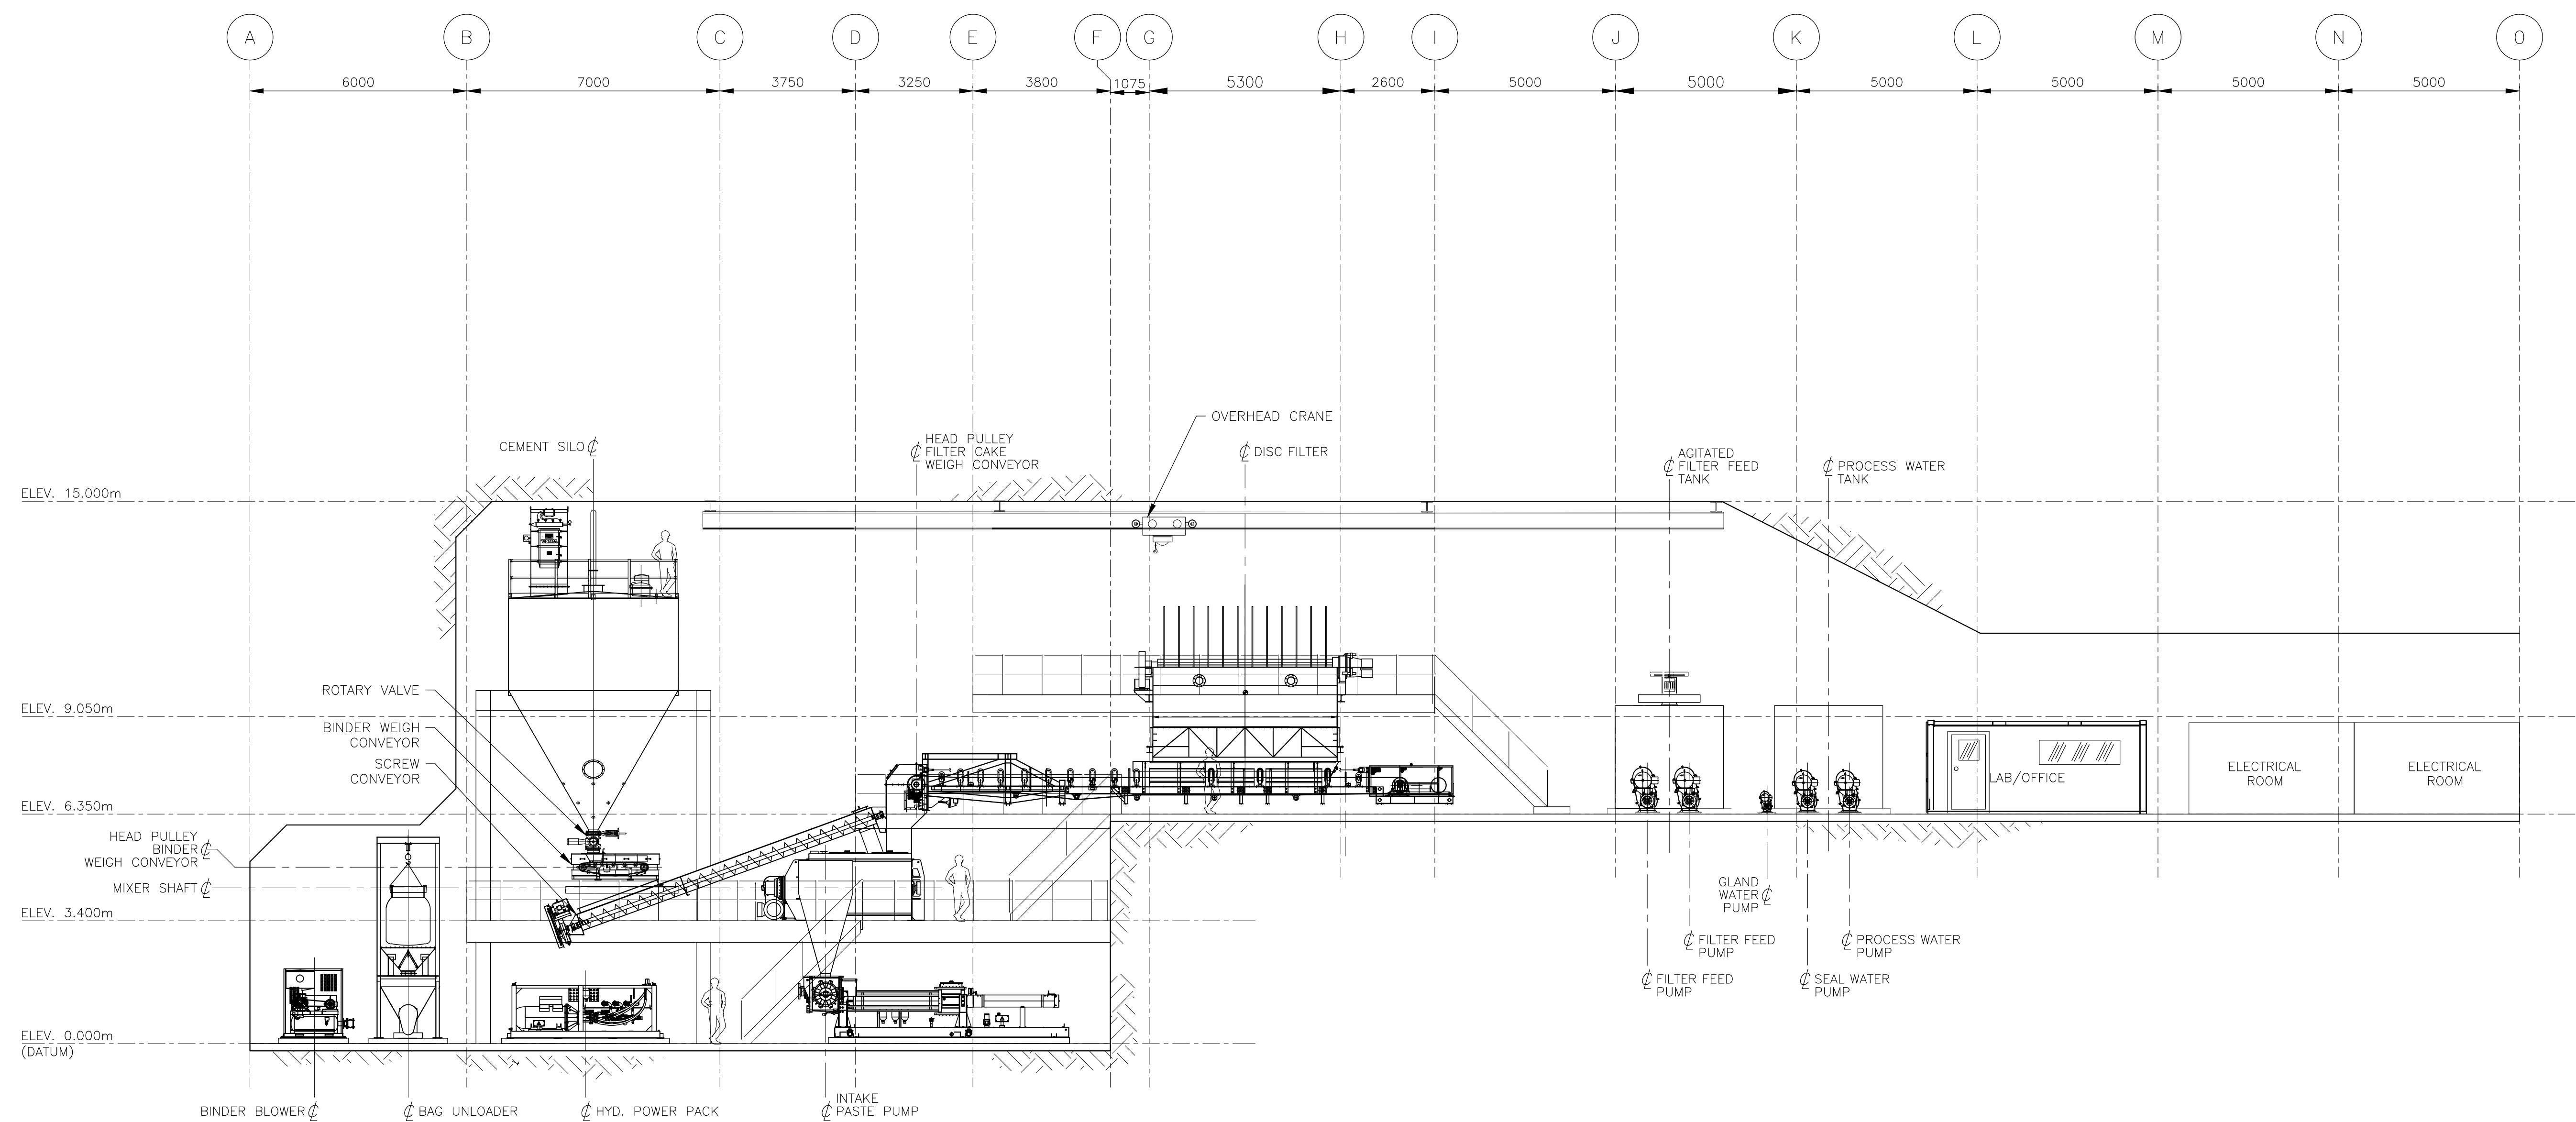 A B C D E F G H I J K L M N O
6000 7000 3750 3250 3800 1075 5300 2600 5000 5000 5000 5000 5000 5000
OVERHEAD CRANE
CEMENT SILO ℄
HEAD PULLEY
℄ FILTER CAKE
WEIGH CONVEYOR
℄ DISC FILTER
AGITATED
℄ FILTER FEED
TANK
℄ PROCESS WATER
TANK
ELEV. 15.000m
ROTARY VALVE
ELEV. 9.050m
BINDER WEIGH
CONVEYOR
SCREW
CONVEYOR
LAB/OFFICE
ELECTRICAL
ROOM
ELECTRICAL
ROOM
ELEV. 6.350m
HEAD PULLEY
BINDER ℄
WEIGH CONVEYOR
MIXER SHAFT ℄
GLAND
WATER ℄
PUMP
ELEV. 3.400m
℄ FILTER FEED
PUMP
℄ PROCESS WATER
PUMP
℄ FILTER FEED
PUMP
℄ SEAL WATER
PUMP
ELEV. 0.000m
(DATUM)
BINDER BLOWER ℄
℄ BAG UNLOADER
℄ HYD. POWER PACK
INTAKE
℄ PASTE PUMP